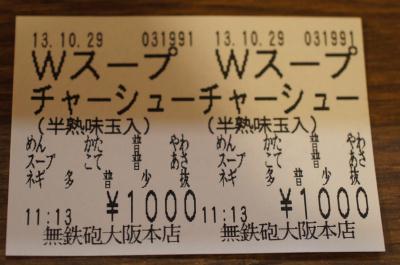 13.10.29 031991 13.10.29 031991
Wスープ Wスープ
チャーシューチャーシュー
(半熟味玉入) (半熟味玉入)
めん かた 普 やわ めん かた 普 やわ
スープ こて 普 あさ スープ こて 普 あさ
ネギ 多 普 少 抜 ネギ 多 普 少 抜
11:13 ¥1000 11:13 ¥1000
無鉄砲大阪本店 無鉄砲大阪本店